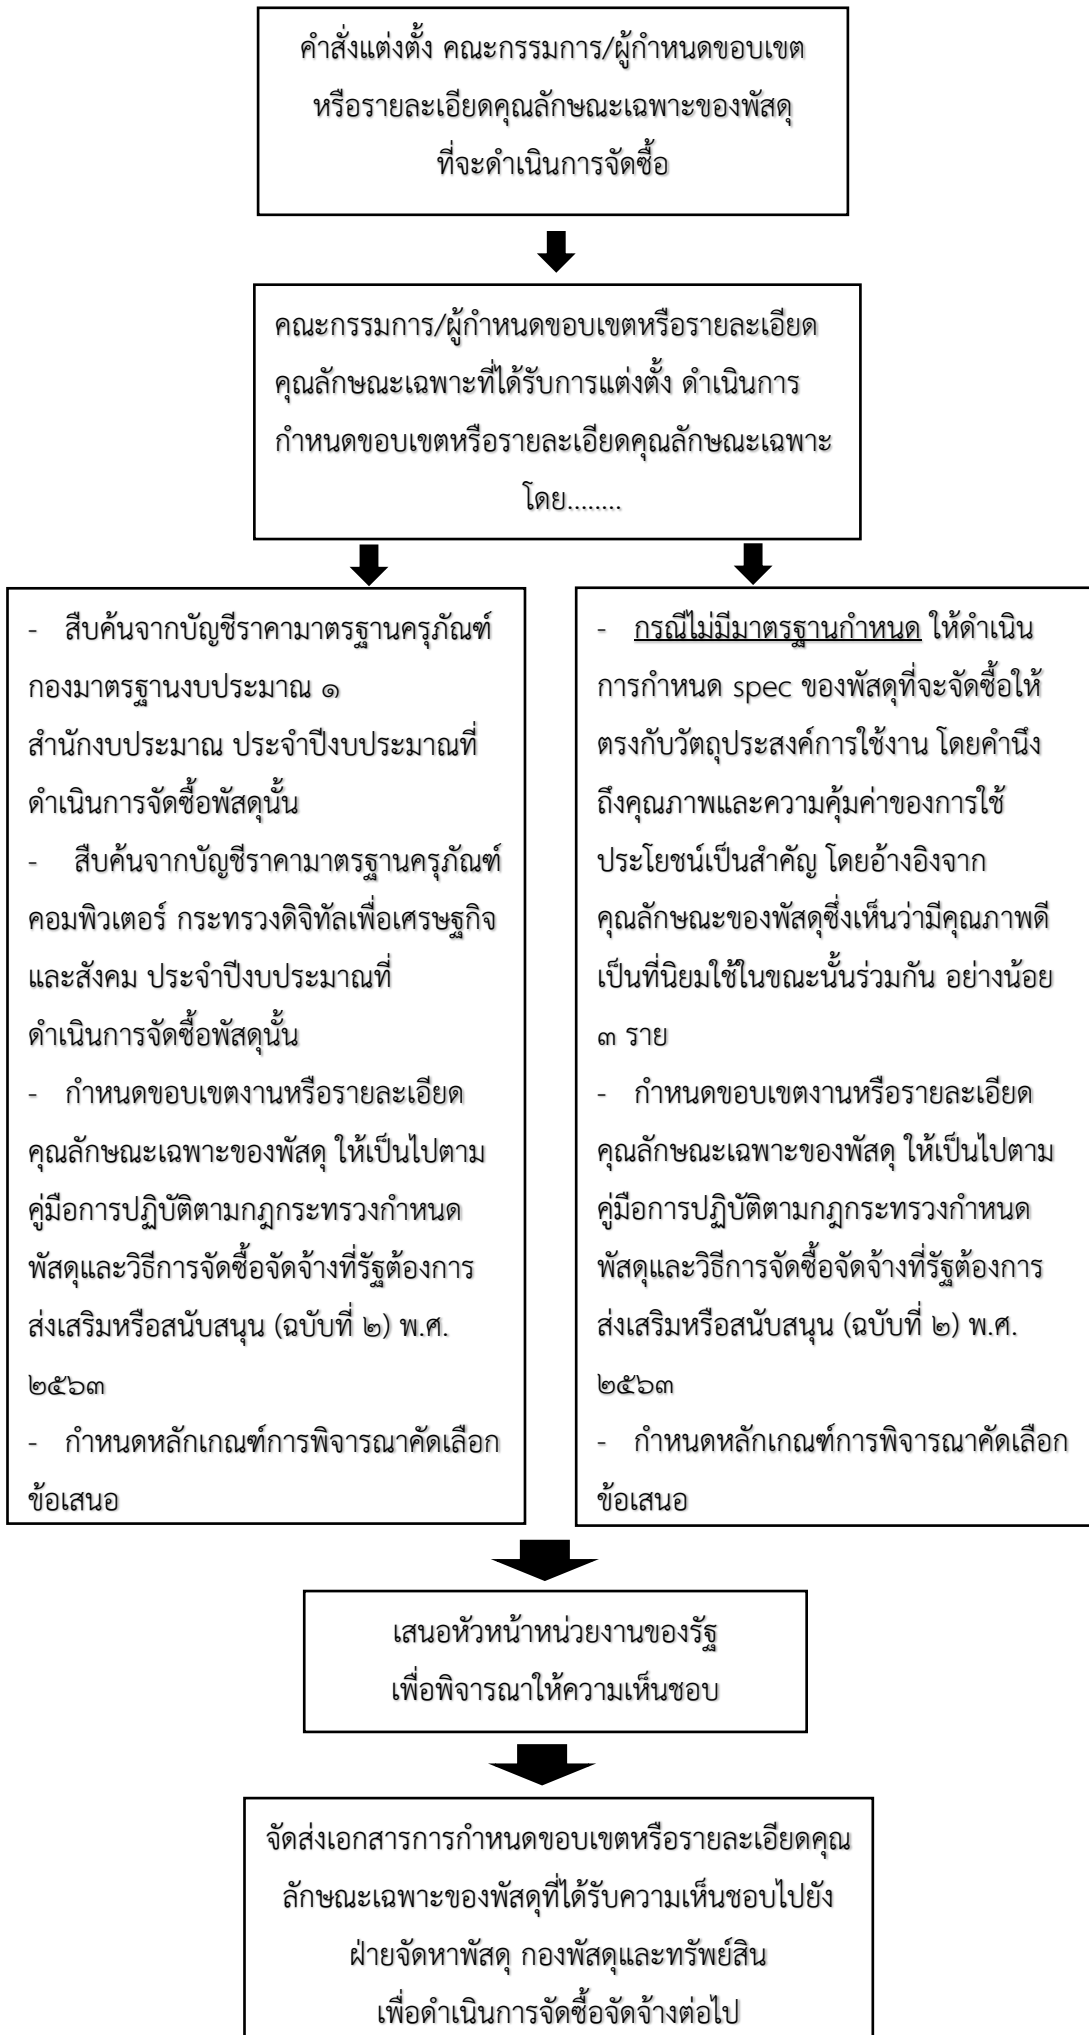 คำสั่งแต่งตั้ง คณะกรรมการ/ผู้กำหนดขอบเขต
หรือรายละเอียดคุณลักษณะเฉพาะของพัสดุ
ที่จะดำเนินการจัดซื้อ
คณะกรรมการ/ผู้กำหนดขอบเขตหรือรายละเอียด
คุณลักษณะเฉพาะที่ได้รับการแต่งตั้ง ดำเนินการ
กำหนดขอบเขตหรือรายละเอียดคุณลักษณะเฉพาะ
โดย........
- สืบค้นจากบัญชีราคามาตรฐานครุภัณฑ์
กองมาตรฐานงบประมาณ ๑
สำนักงบประมาณ ประจำปีงบประมาณที่
ดำเนินการจัดซื้อพัสดุนั้น
- สืบค้นจากบัญชีราคามาตรฐานครุภัณฑ์
คอมพิวเตอร์ กระทรวงดิจิทัลเพื่อเศรษฐกิจ
และสังคม ประจำปีงบประมาณที่
ดำเนินการจัดซื้อพัสดุนั้น
- กำหนดขอบเขตงานหรือรายละเอียด
คุณลักษณะเฉพาะของพัสดุ ให้เป็นไปตาม
คู่มือการปฏิบัติตามกฎกระทรวงกำหนด
พัสดุและวิธีการจัดซื้อจัดจ้างที่รัฐต้องการ
ส่งเสริมหรือสนับสนุน (ฉบับที่ ๒) พ.ศ.
๒๕๖๓
- กำหนดหลักเกณฑ์การพิจารณาคัดเลือก
ข้อเสนอ
- กรณีไม่มีมาตรฐานกำหนด ให้ดำเนิน
การกำหนด spec ของพัสดุที่จะจัดซื้อให้
ตรงกับวัตถุประสงค์การใช้งาน โดยคำนึง
ถึงคุณภาพและความคุ้มค่าของการใช้
ประโยชน์เป็นสำคัญ โดยอ้างอิงจาก
คุณลักษณะของพัสดุซึ่งเห็นว่ามีคุณภาพดี
เป็นที่นิยมใช้ในขณะนั้นร่วมกัน อย่างน้อย
๓ ราย
- กำหนดขอบเขตงานหรือรายละเอียด
คุณลักษณะเฉพาะของพัสดุ ให้เป็นไปตาม
คู่มือการปฏิบัติตามกฎกระทรวงกำหนด
พัสดุและวิธีการจัดซื้อจัดจ้างที่รัฐต้องการ
ส่งเสริมหรือสนับสนุน (ฉบับที่ ๒) พ.ศ.
๒๕๖๓
- กำหนดหลักเกณฑ์การพิจารณาคัดเลือก
ข้อเสนอ
เสนอหัวหน้าหน่วยงานของรัฐ
เพื่อพิจารณาให้ความเห็นชอบ
จัดส่งเอกสารการกำหนดขอบเขตหรือรายละเอียดคุณ
ลักษณะเฉพาะของพัสดุที่ได้รับความเห็นชอบไปยัง
ฝ่ายจัดหาพัสดุ กองพัสดุและทรัพย์สิน
เพื่อดำเนินการจัดซื้อจัดจ้างต่อไป